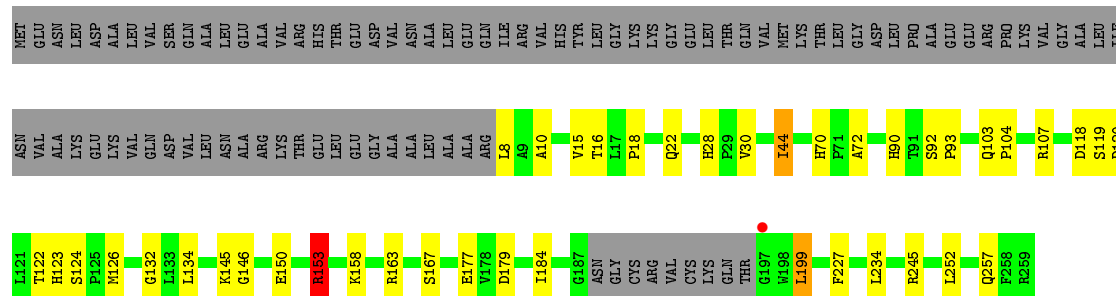 MET GLU ASN LEU ASP ALA LEU VAL SER GLN ALA LEU GLU ALA VAL ARG HIS THR GLU ASP VAL ASN ALA LEU GLU GLN ILE ARG VAL HIS TYR LEU GLY LYS LYS GLY GLU LEU THR GLN VAL MET LYS THR LEU GLY ASP LEU PRO ALA GLU GLU ARG PRO LYS VAL GLY ALA LEU
ASN VAL ALA LYS GLU LYS VAL GLN ASP VAL LEU ASN ALA ARG LYS THR GLU LEU GLU GLY ALA ALA LEU ALA ALA ARG L8 A9 A10 V15 T16 L17 P18 Q22 H28 P29 V30 I44 H70 P71 A72 H90 T91 S92 P93 Q103 P104 R107 D118 S119
L121 T122 H123 S124 P125 M126 G132 L133 L134 K145 G146 E150 R153 K158 R163 S167 E177 V178 D179 I184 G187 ASN GLY CYS ARG VAL CYS LYS GLN THR G197 W198 L199 F227 L234 R245 L252 Q257 F258 R259